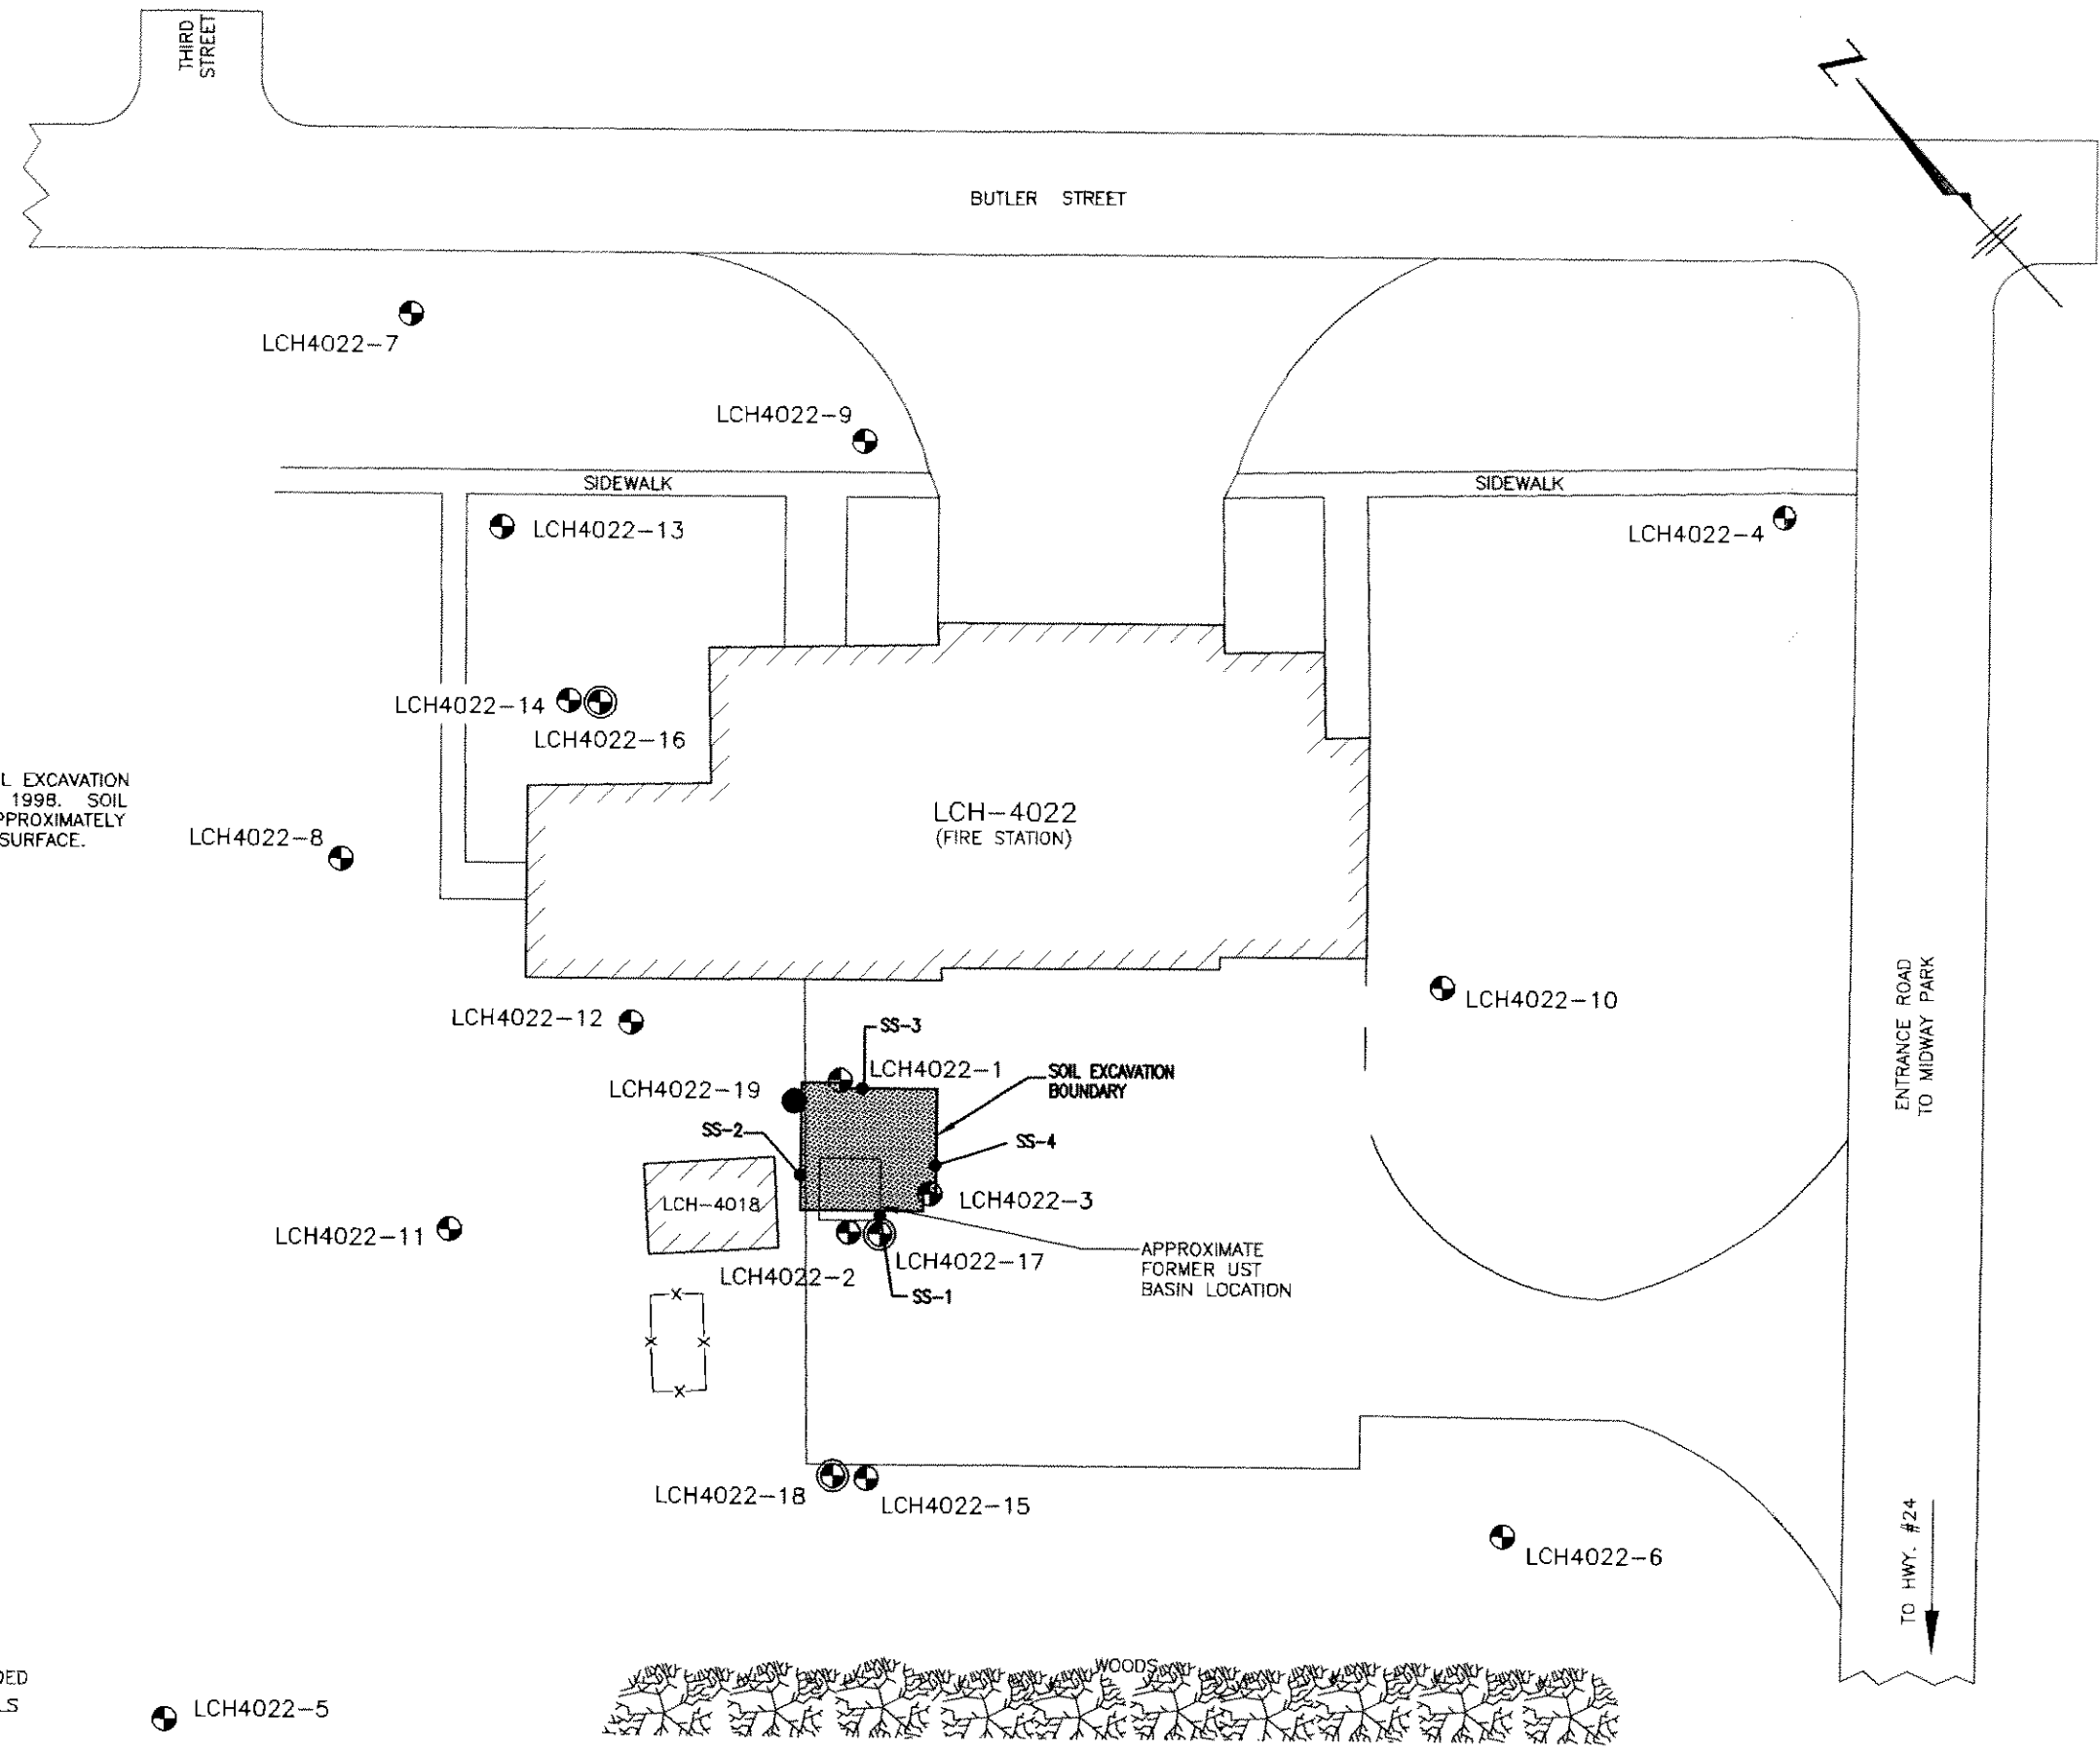 THIRD
STREET
N
BUTLER STREET
LCH4022-7
LCH4022-9
SIDEWALK
SIDEWALK
LCH4022-13
LCH4022-4
LCH4022-14
LCH4022-16
L EXCAVATION
1998. SOIL
PPROXIMATELY
SURFACE.
LCH4022-8
LCH-4022
(FIRE STATION)
LCH4022-10
LCH4022-12
SS-3
LCH4022-1
SOIL EXCAVATION
BOUNDARY
LCH4022-19
SS-2
SS-4
LCH-4018
LCH4022-3
LCH4022-11
LCH4022-2
LCH4022-17
SS-1
APPROXIMATE
FORMER UST
BASIN LOCATION
ENTRANCE ROAD
TO MIDWAY PARK
LCH4022-18
LCH4022-15
LCH4022-6
TO HWY. #24
WOODS
DED
LS
LCH4022-5